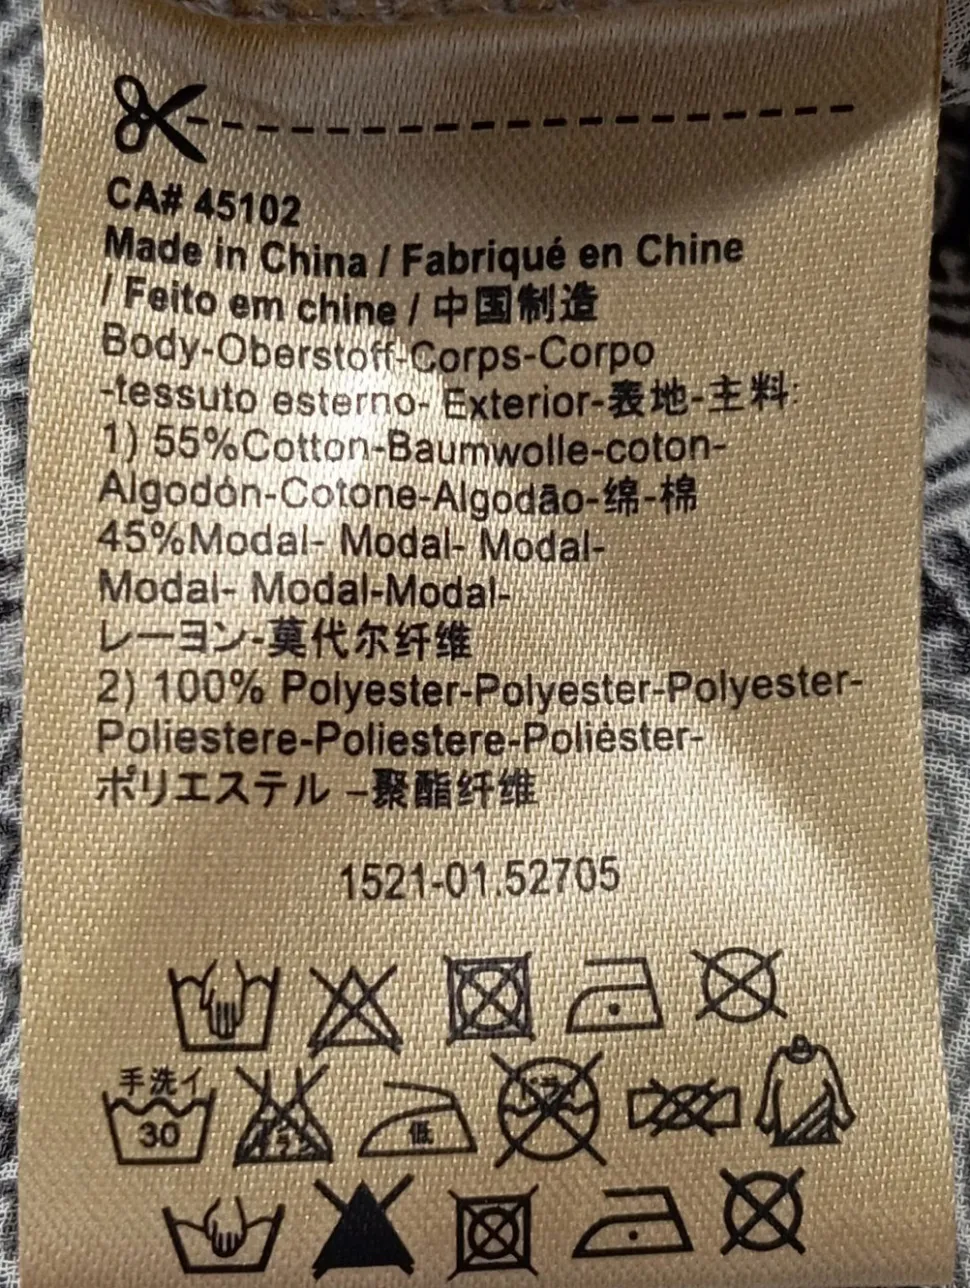 CA# 45102
Made in China / Fabriqué en Chine
/ Feito em chine / 中国制造
Body-Oberstoff-Corps-Corpo
-tessuto esterno- Exterior-表地-主料:
1) 55%Cotton-Baumwolle-coton-
Algodón-Cotone-Algodão-绵-棉
45%Modal- Modal- Modal-
Modal- Modal-Modal-
レーヨン-莫代尔纤维
2) 100% Polyester-Polyester-Polyester-
Poliestere-Poliestere-Poliéster-
ポリエステル –聚酯纤维
1521-01.52705
手洗イ
30
低